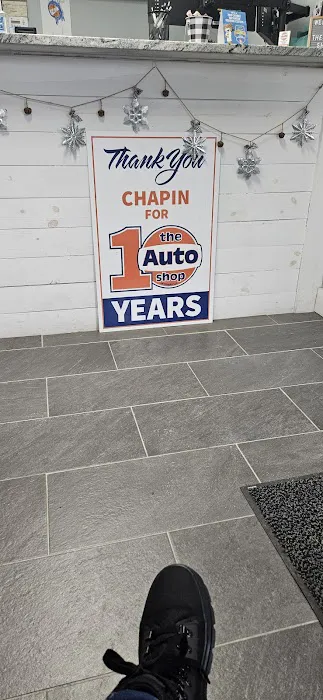 Thank You
CHAPIN
FOR
10
the
Auto
shop
YEARS